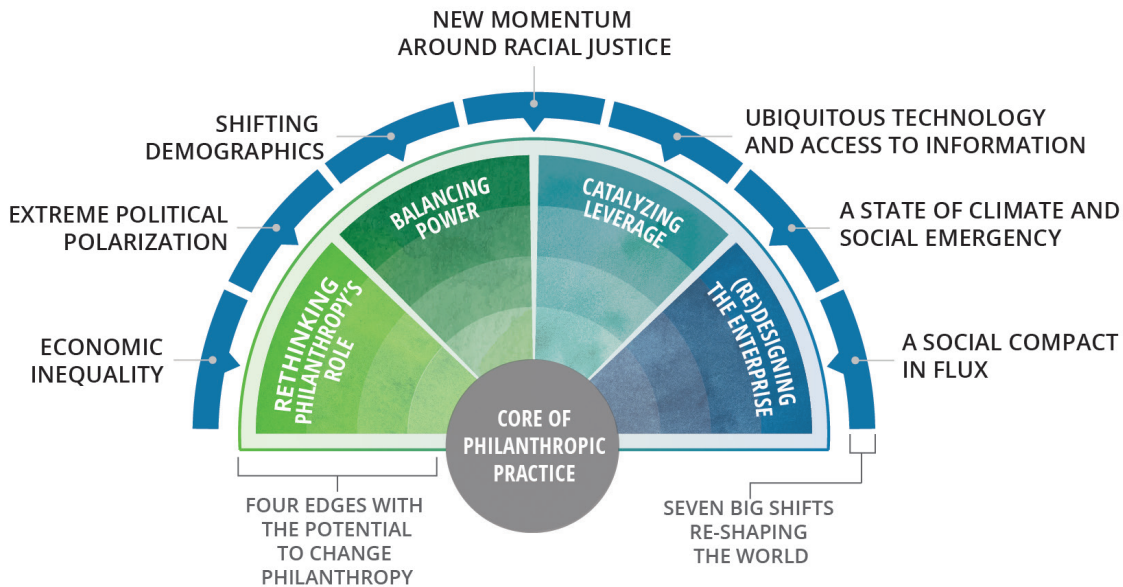 NEW MOMENTUM
AROUND RACIAL JUSTICE
SHIFTING
DEMOGRAPHICS
UBIQUITOUS TECHNOLOGY
AND ACCESS TO INFORMATION
EXTREME POLITICAL
POLARIZATION
A STATE OF CLIMATE AND
SOCIAL EMERGENCY
ECONOMIC
INEQUALITY
A SOCIAL COMPACT
IN FLUX
RETHINKING
PHILANTHROPY'S
ROLE
BALANCING
POWER
CATALYZING
LEVERAGE
(RE)DESIGNING
THE ENTERPRISE
CORE OF
PHILANTHROPIC
PRACTICE
FOUR EDGES WITH
THE POTENTIAL
TO CHANGE
PHILANTHROPY
SEVEN BIG SHIFTS
RE-SHAPING
THE WORLD